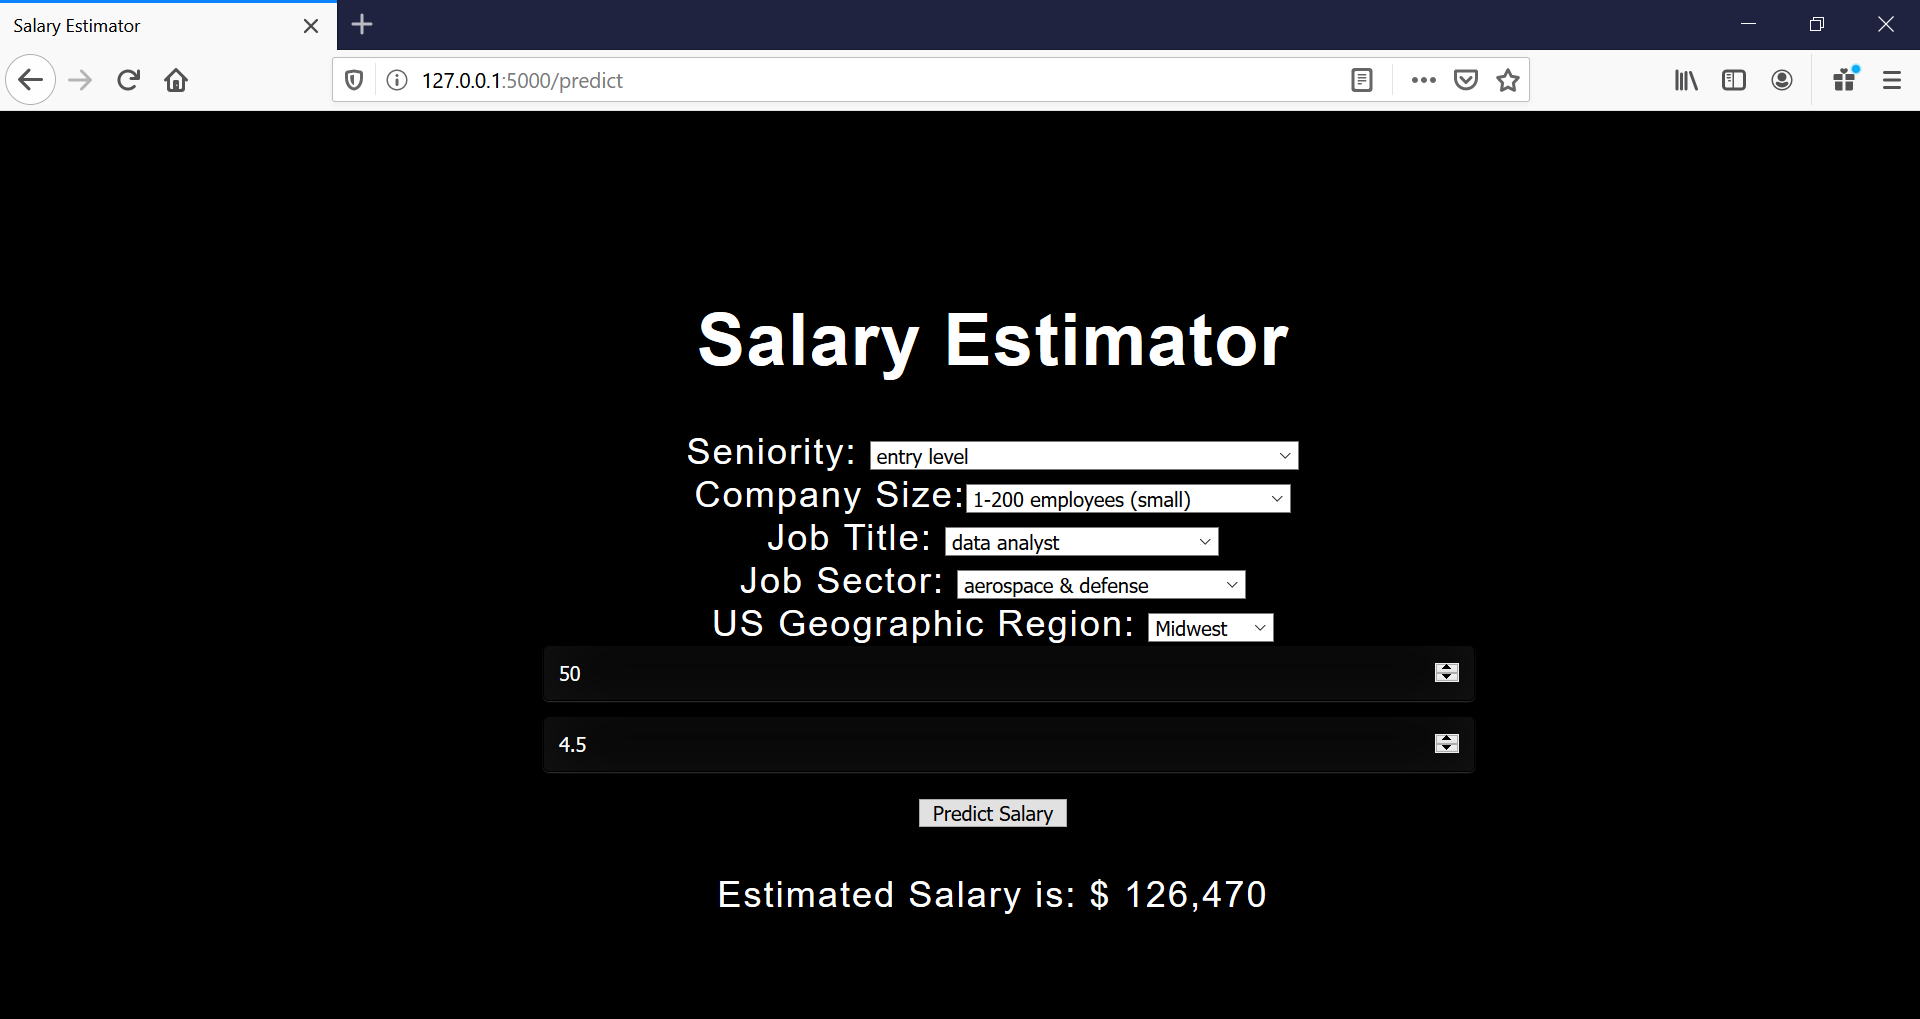 Salary Estimator
127.0.0.1:5000/predict
Salary Estimator
Seniority: entry level
Company Size: 1-200 employees (small)
Job Title: data analyst
Job Sector: aerospace & defense
US Geographic Region: Midwest
50
4.5
Predict Salary
Estimated Salary is: $ 126,470